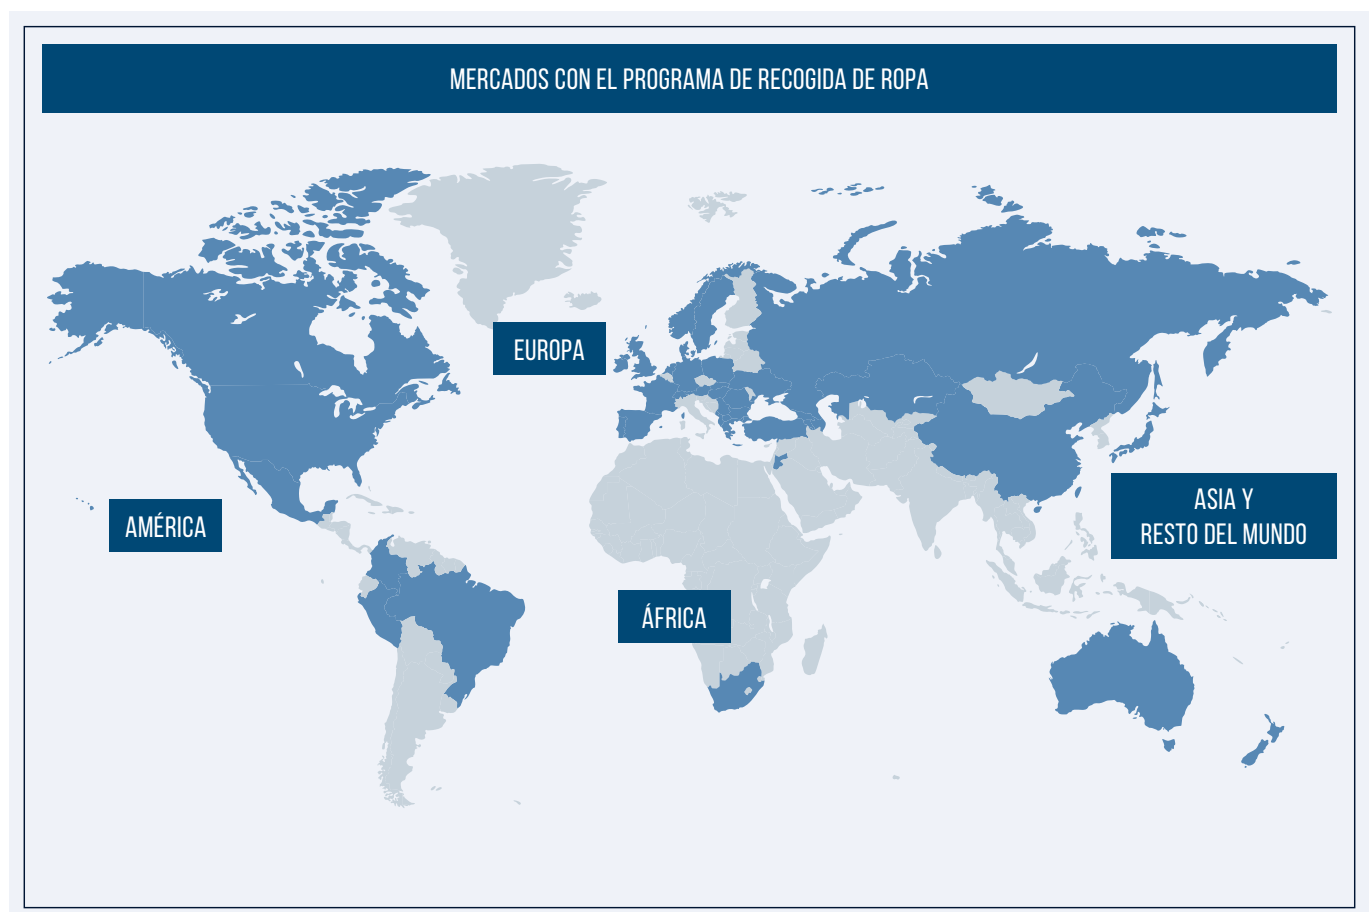 MERCADOS CON EL PROGRAMA DE RECOGIDA DE ROPA
EUROPA
AMÉRICA
ASIA Y
RESTO DEL MUNDO
ÁFRICA